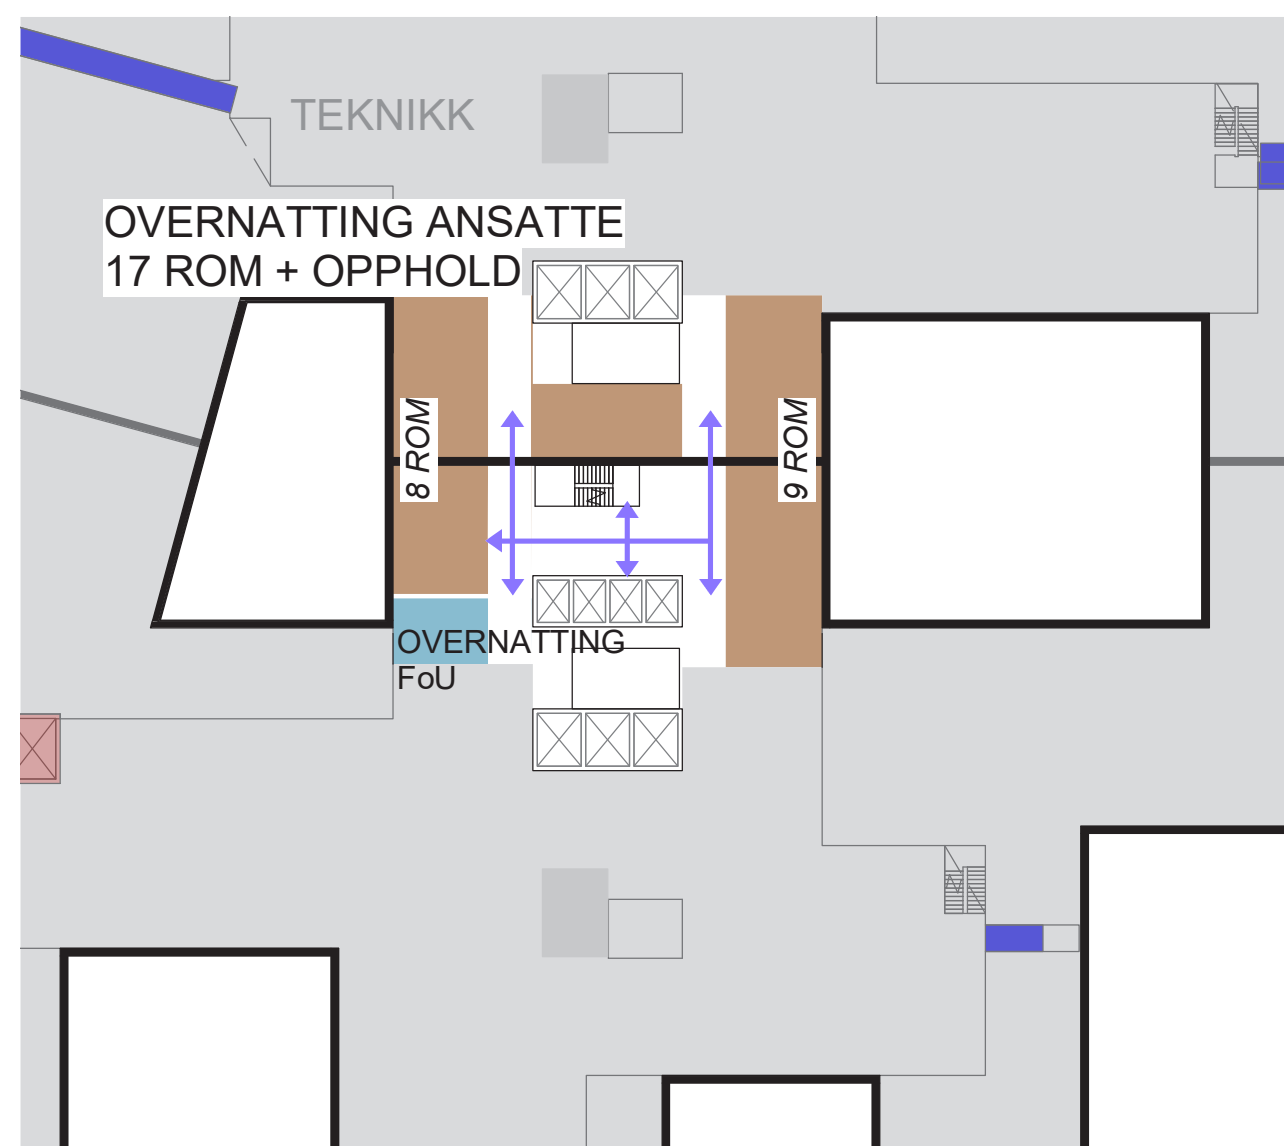 TEKNIKK
OVERNATTING ANSATTE
17 ROM + OPPHOLD
8 ROM
9 ROM
OVERNATTING
FoU